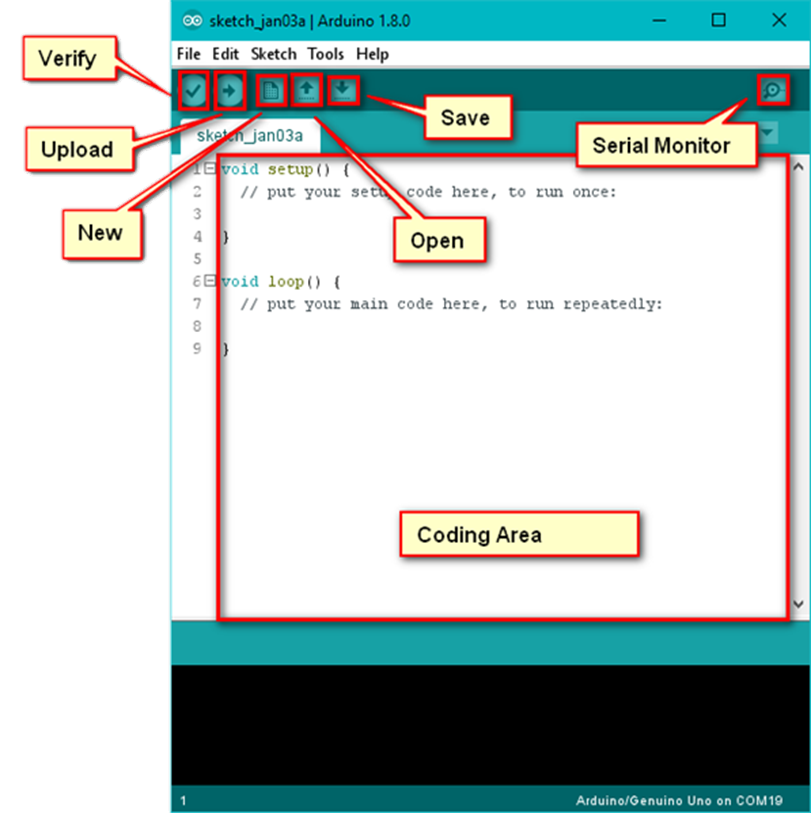 sketch_jan03a | Arduino 1.8.0
File Edit Sketch Tools Help
Verify
Upload
New
Open
Save
Serial Monitor
sketch_jan03a
1 void setup() {
2 // put your setup code here, to run once:
3
4 }
5
6 void loop() {
7 // put your main code here, to run repeatedly:
8
9 }
Coding Area
1
Arduino/Genuino Uno on COM19